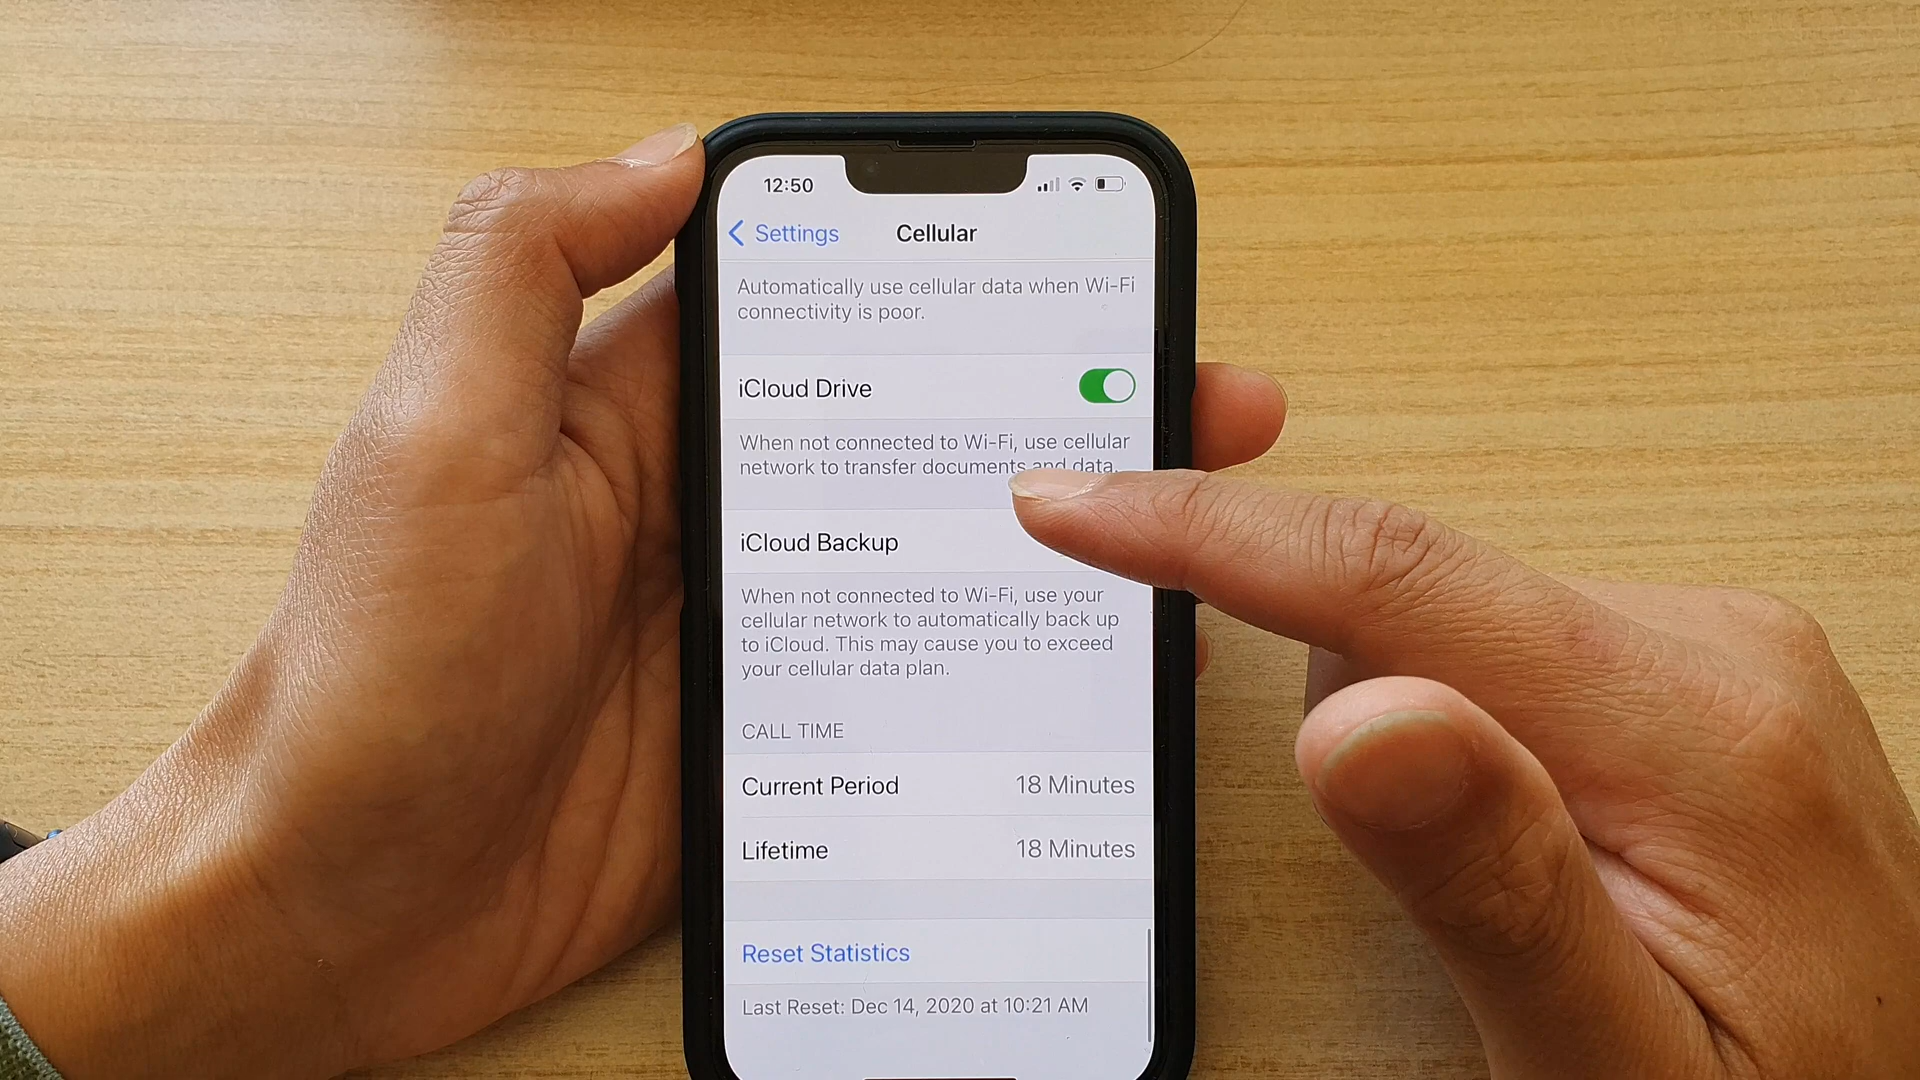 12:50
Settings
Cellular
Automatically use cellular data when Wi-Fi
connectivity is poor.
iCloud Drive
When not connected to Wi-Fi, use cellular
network to transfer documents and data.
iCloud Backup
When not connected to Wi-Fi, use your
cellular network to automatically back up
to iCloud. This may cause you to exceed
your cellular data plan.
CALL TIME
Current Period 18 Minutes
Lifetime 18 Minutes
Reset Statistics
Last Reset: Dec 14, 2020 at 10:21 AM